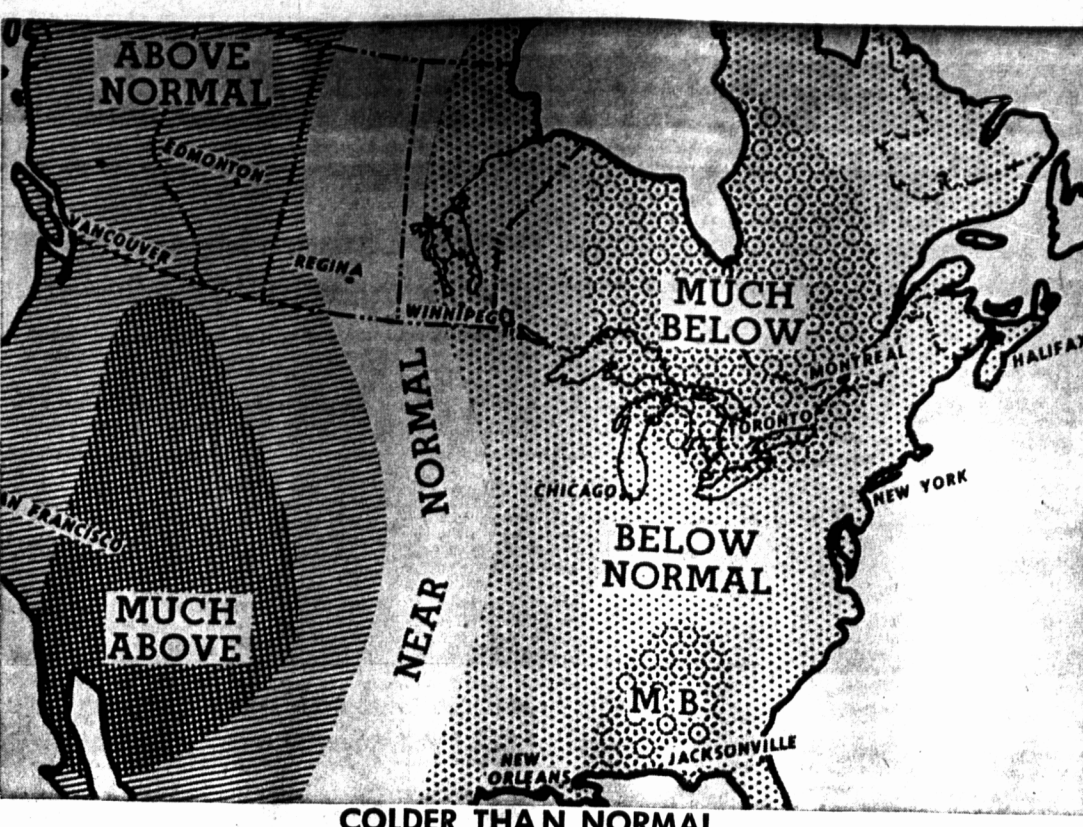 ABOVE
NORMAL
EDMONTON
VANCOUVER
REGINA
WINNIPEG
MUCH
BELOW
MONTREAL
HALIFAX
TORONTO
NEAR NORMAL
CHICAGO
NEW YORK
AN FRANCISCO
BELOW
NORMAL
MUCH
ABOVE
M B
JACKSONVILLE
NEW
ORLEANS
COLDER THAN NORMAL